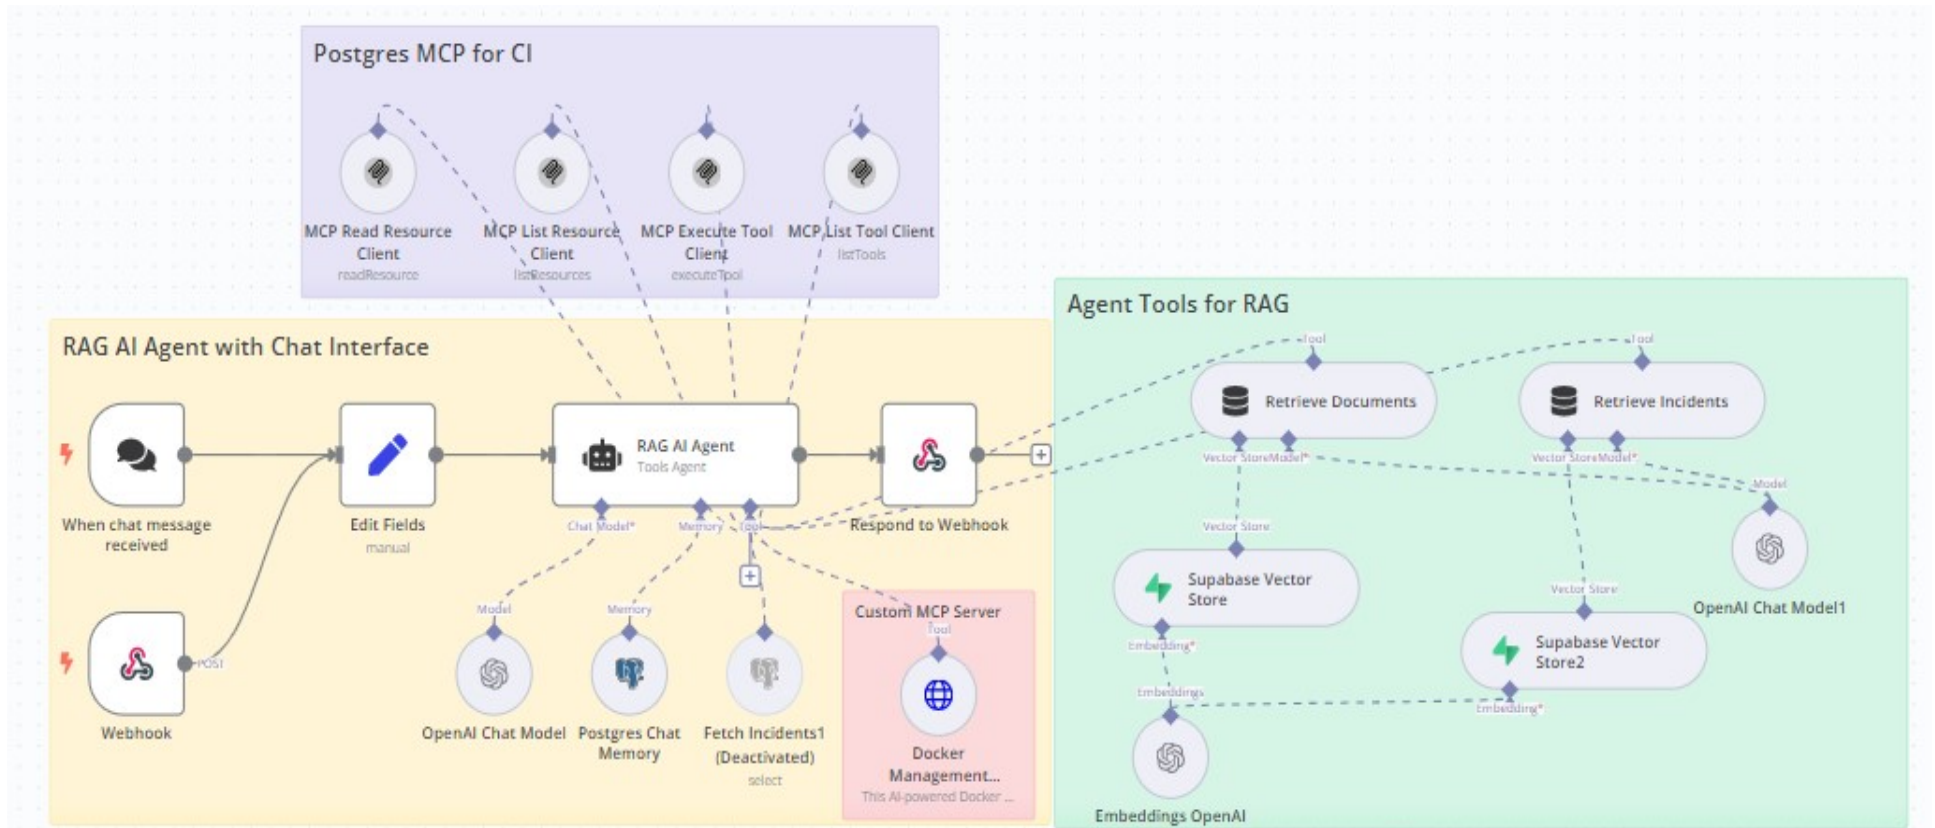 Postgres MCP for CI
MCP Read Resource
Client
readResource
MCP List Resource
Client
listResources
MCP Execute Tool
Client
executeTool
MCP List Tool Client
listTools
RAG AI Agent with Chat Interface
When chat message
received
Webhook
POST
Edit Fields
manual
RAG AI Agent
Tools Agent
Chat Model*
Memory
Tool
Respond to Webhook
Model
OpenAI Chat Model
Memory
Postgres Chat
Memory
Fetch Incidents1
(Deactivated)
select
Custom MCP Server
Tool
Docker
Management...
This AI-powered Docker ...
Agent Tools for RAG
Tool
Retrieve Documents
Vector Store
Model*
Tool
Retrieve Incidents
Vector Store
Model*
Model
OpenAI Chat Model1
Vector Store
Supabase Vector
Store
Embedding*
Vector Store
Supabase Vector
Store2
Embedding*
Embeddings
Embeddings OpenAI